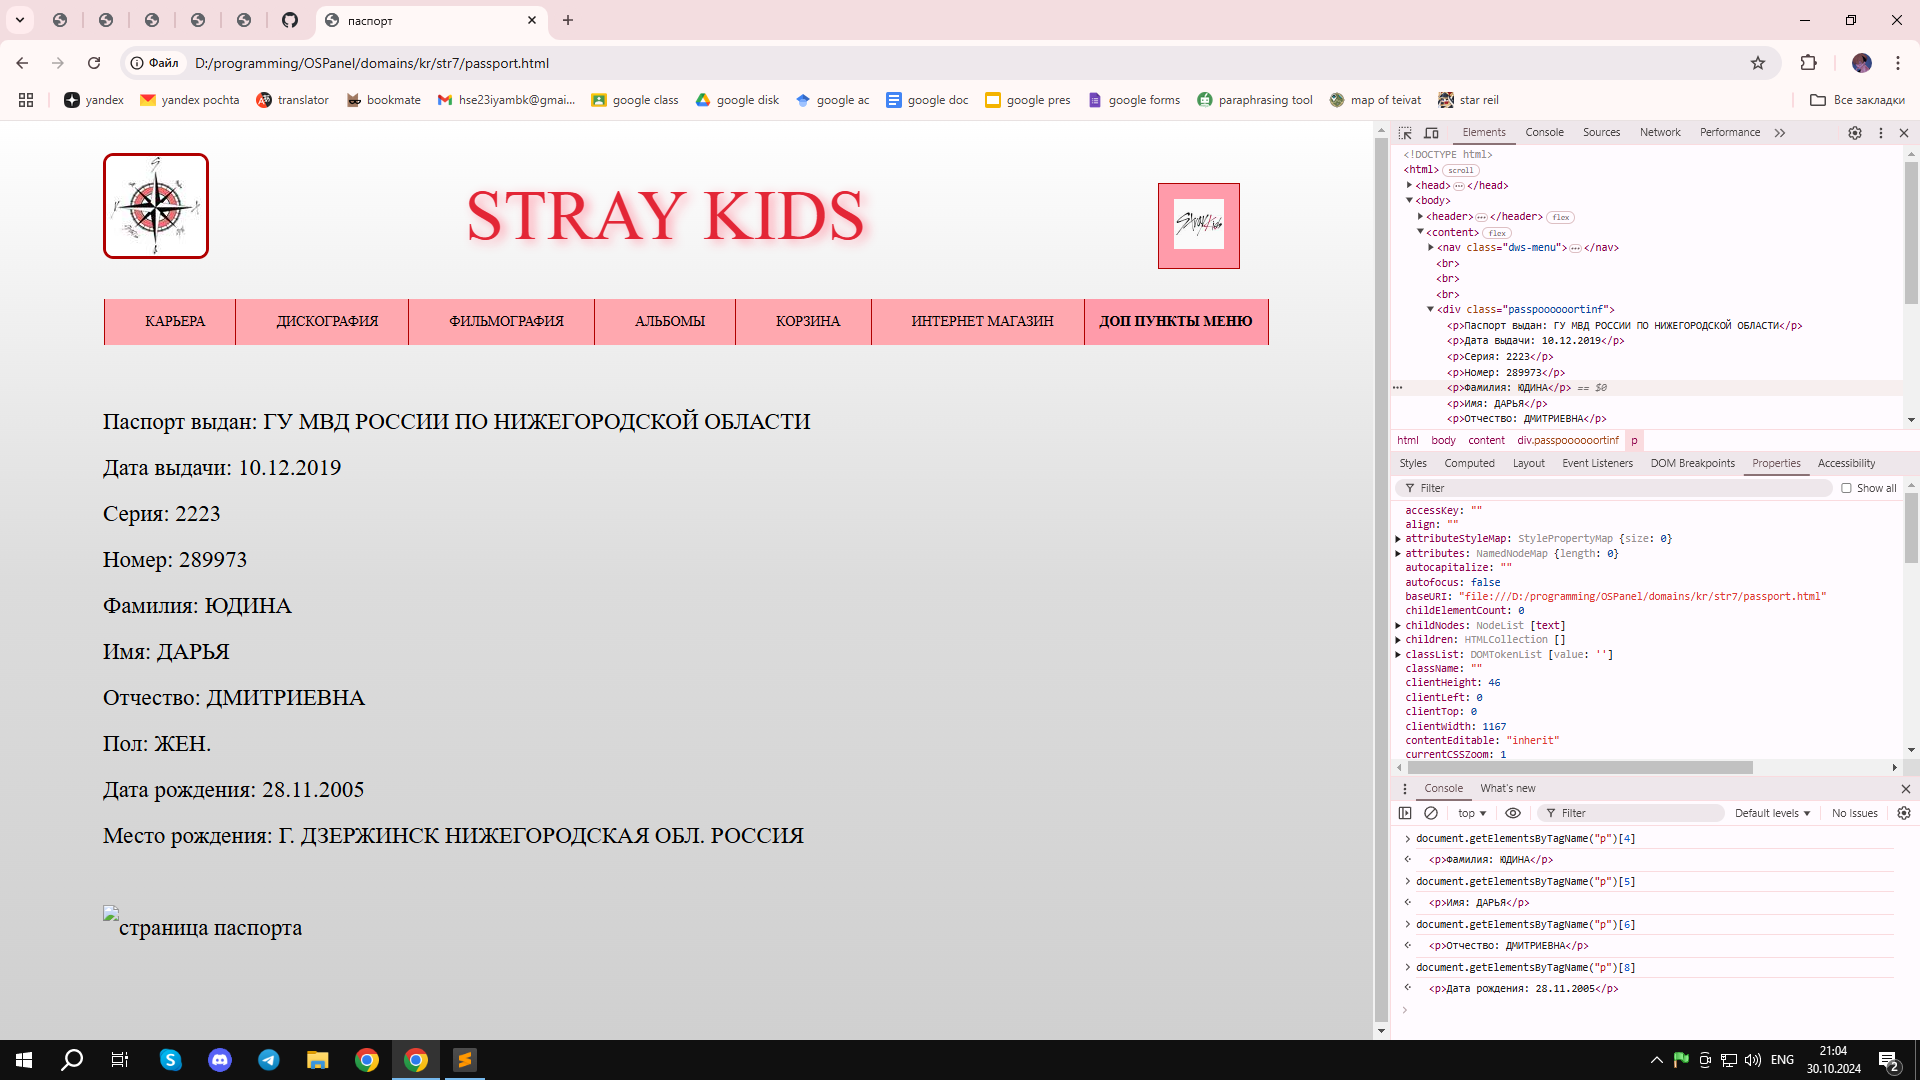 паспорт
Файл
D:/programming/OSPanel/domains/kr/str7/passport.html
yandex
yandex pochta
translator
bookmate
hse23iyambk@gmai...
google class
google disk
google ac
google doc
google pres
google forms
paraphrasing tool
map of teivat
star reil
Все закладки
STRAY KIDS
КАРЬЕРА
ДИСКОГРАФИЯ
ФИЛЬМОГРАФИЯ
АЛЬБОМЫ
КОРЗИНА
ИНТЕРНЕТ МАГАЗИН
ДОП ПУНКТЫ МЕНЮ
Паспорт выдан: ГУ МВД РОССИИ ПО НИЖЕГОРОДСКОЙ ОБЛАСТИ
Дата выдачи: 10.12.2019
Серия: 2223
Номер: 289973
Фамилия: ЮДИНА
Имя: ДАРЬЯ
Отчество: ДМИТРИЕВНА
Пол: ЖЕН.
Дата рождения: 28.11.2005
Место рождения: Г. ДЗЕРЖИНСК НИЖЕГОРОДСКАЯ ОБЛ. РОССИЯ
страница паспорта
Elements Console Sources Network Performance
<!DOCTYPE html>
<html> scroll
<head> ... </head>
<body>
<header> ... </header> flex
<content> flex
<nav class="dws-menu"> ... </nav>
<br>
<br>
<br>
<div class="passpoooooortinf">
<p>Паспорт выдан: ГУ МВД РОССИИ ПО НИЖЕГОРОДСКОЙ ОБЛАСТИ</p>
<p>Дата выдачи: 10.12.2019</p>
<p>Серия: 2223</p>
<p>Номер: 289973</p>
<p>Фамилия: ЮДИНА</p> == $0
<p>Имя: ДАРЬЯ</p>
<p>Отчество: ДМИТРИЕВНА</p>
html body content div.passpoooooortinf p
Styles Computed Layout Event Listeners DOM Breakpoints Properties Accessibility
Filter
Show all
accessKey: ""
align: ""
attributeStyleMap: StylePropertyMap {size: 0}
attributes: NamedNodeMap {length: 0}
autocapitalize: ""
autofocus: false
baseURI: "file:///D:/programming/OSPanel/domains/kr/str7/passport.html"
childElementCount: 0
childNodes: NodeList [text]
children: HTMLCollection []
classList: DOMTokenList [value: '']
className: ""
clientHeight: 46
clientLeft: 0
clientTop: 0
clientWidth: 1167
contentEditable: "inherit"
currentCSSZoom: 1
Console What's new
top
Filter
Default levels
No Issues
document.getElementsByTagName("p")[4]
<p>Фамилия: ЮДИНА</p>
document.getElementsByTagName("p")[5]
<p>Имя: ДАРЬЯ</p>
document.getElementsByTagName("p")[6]
<p>Отчество: ДМИТРИЕВНА</p>
document.getElementsByTagName("p")[8]
<p>Дата рождения: 28.11.2005</p>
ENG
21:04
30.10.2024
2